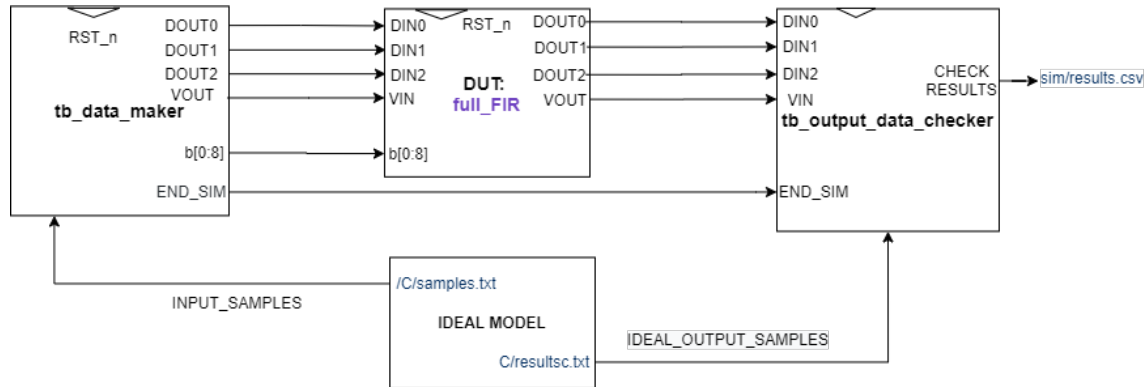 RST_n
DOUT0
DOUT1
DOUT2
VOUT
tb_data_maker
b[0:8]
END_SIM
DIN0
DIN1
DIN2
VIN
b[0:8]
RST_n
DUT:
full_FIR
DOUT0
DOUT1
DOUT2
VOUT
DIN0
DIN1
DIN2
VIN
CHECK
RESULTS
tb_output_data_checker
END_SIM
sim/results.csv
/C/samples.txt
INPUT_SAMPLES
IDEAL MODEL
C/resultsc.txt
IDEAL_OUTPUT_SAMPLES